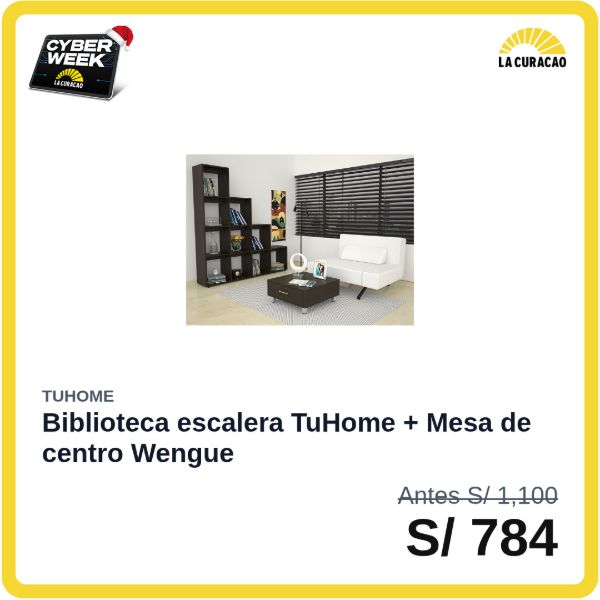 CYBER
WEEK
LA CURACAO
LA CURACAO
TUHOME
Biblioteca escalera TuHome + Mesa de
centro Wengue
Antes S/ 1,100
S/ 784